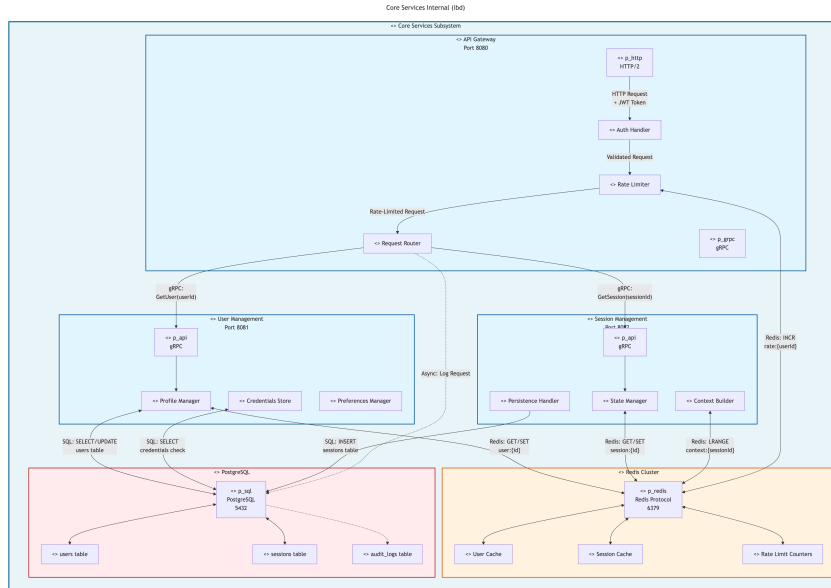 Core Services Internal (ibd)
<> Core Services Subsystem
<> API Gateway
Port 8080
<> p_http
HTTP/2
HTTP Request
+ JWT Token
<> Auth Handler
Validated Request
<> Rate Limiter
Rate-Limited Request
<> Request Router
<> p_grpc
gRPC
gRPC:
GetUser(userId)
gRPC:
GetSession(sessionId)
<> User Management
Port 8081
<> p_api
gRPC
<> Profile Manager
<> Credentials Store
<> Preferences Manager
Async: Log Request
<> Session Management
<> p_api
gRPC
<> Persistence Handler
<> State Manager
<> Context Builder
Redis: INCR
rate:{userId}
SQL: SELECT/UPDATE
users table
SQL: SELECT
credentials check
SQL: INSERT
sessions table
Redis: GET/SET
user:{id}
Redis: GET/SET
session:{id}
Redis: LRANGE
context:{sessionId}
<> PostgreSQL
<> p_sql
PostgreSQL
5432
<> users table
<> sessions table
<> audit_logs table
<> Redis Cluster
<> p_redis
Redis Protocol
6379
<> User Cache
<> Session Cache
<> Rate Limit Counters